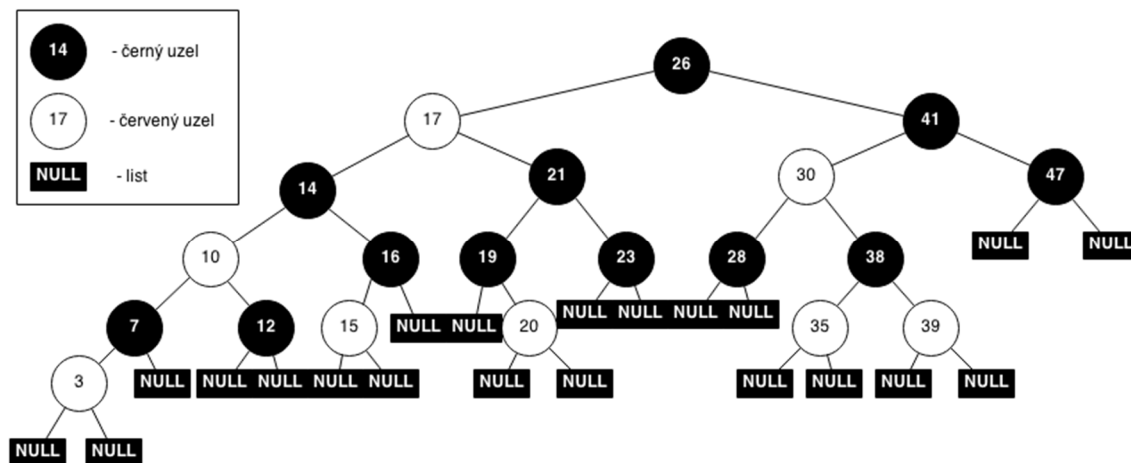 14 - černý uzel
17 - červený uzel
NULL - list
26
17 41
14 21 30 47
10 16 19 23 28 38 NULL NULL
7 12 15 NULL NULL 20 NULL NULL NULL NULL 35 39
3 NULL NULL NULL NULL NULL NULL NULL NULL NULL NULL NULL
NULL NULL